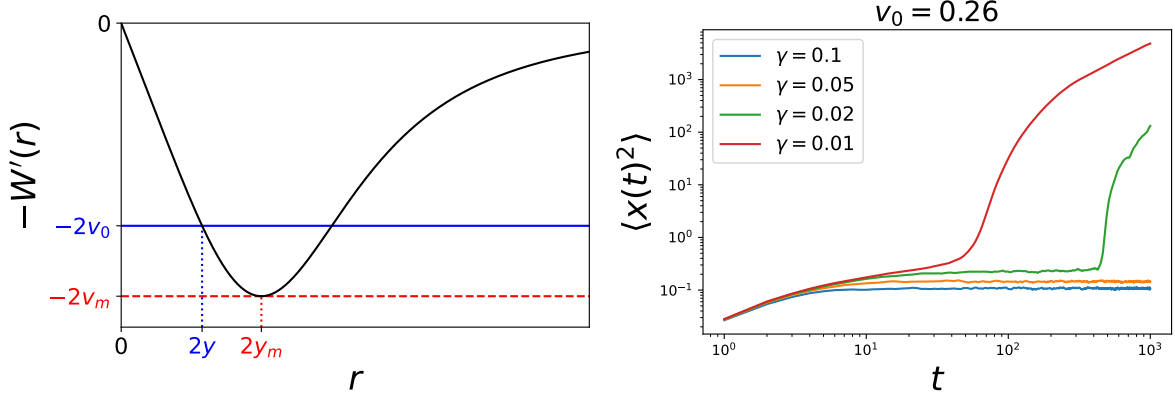 0
−W′(r)
−2v₀
−2vₘ
0
2y
2yₘ
r
v₀ = 0.26
γ = 0.1
γ = 0.05
γ = 0.02
γ = 0.01
⟨x(t)²⟩
10³
10²
10¹
10⁰
10⁻¹
10⁰
10¹
10²
10³
t